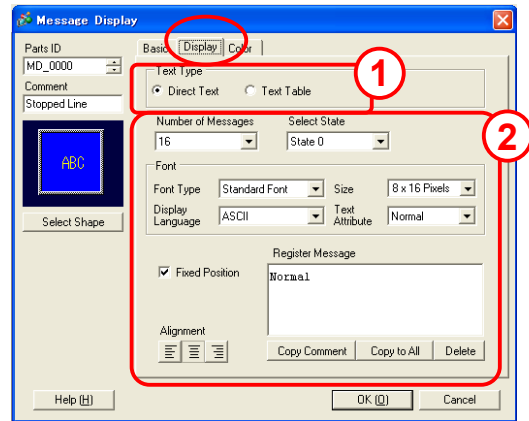 Message Display
Parts ID
MD_0000
Comment
Stopped Line
ABC
Select Shape
Basic Display Color
1
Text Type
Direct Text Text Table
2
Number of Messages Select State
16 State 0
Font
Font Type Standard Font Size 8 x 16 Pixels
Display Language ASCII Text Attribute Normal
Register Message
Fixed Position
Normal
Alignment
Copy Comment Copy to All Delete
Help (H) OK (O) Cancel